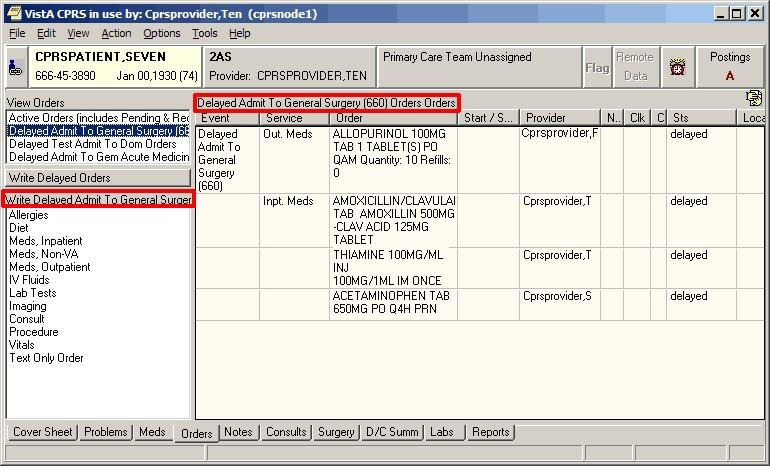 VistA CPRS in use by: Cprsprovider,Ten (cprsnode1)
File Edit View Action Options Tools Help
CPRSPATIENT,SEVEN
666-45-3890 Jan 00,1930 (74)
2AS
Provider: CPRSPROVIDER,TEN
Primary Care Team Unassigned
Flag
Remote
Data
Postings
A
View Orders
Active Orders (includes Pending & Rec
Delayed Admit To General Surgery (66
Delayed Test Admit To Dom Orders
Delayed Admit To Gem Acute Medicin
Write Delayed Orders
Write Delayed Admit To General Surger
Allergies
Diet
Meds, Inpatient
Meds, Non-VA
Meds, Outpatient
IV Fluids
Lab Tests
Imaging
Consult
Procedure
Vitals
Text Only Order
Delayed Admit To General Surgery (660) Orders Orders
Event Service Order Start / S... Provider N.. Clk C Sts Loca
Delayed
Admit To
General
Surgery
(660)
Out. Meds
ALLOPURINOL 100MG
TAB 1 TABLET(S) PO
QAM Quantity: 10 Refills:
0
Cprsprovider,F
delayed
Inpt. Meds
AMOXICILLIN/CLAVULAI
TAB AMOXILLIN 500MG
-CLAV ACID 125MG
TABLET
Cprsprovider,T
delayed
THIAMINE 100MG/ML
INJ
100MG/1ML IM ONCE
Cprsprovider,T
delayed
ACETAMINOPHEN TAB
650MG PO Q4H PRN
Cprsprovider,S
delayed
Cover Sheet Problems Meds Orders Notes Consults Surgery D/C Summ Labs Reports